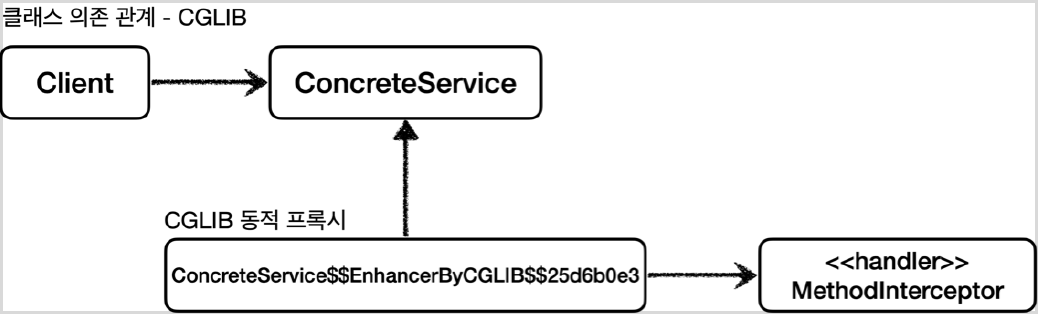 클래스 의존 관계 - CGLIB
Client
ConcreteService
CGLIB 동적 프록시
ConcreteService$$EnhancerByCGLIB$$25d6b0e3
<<handler>>
MethodInterceptor